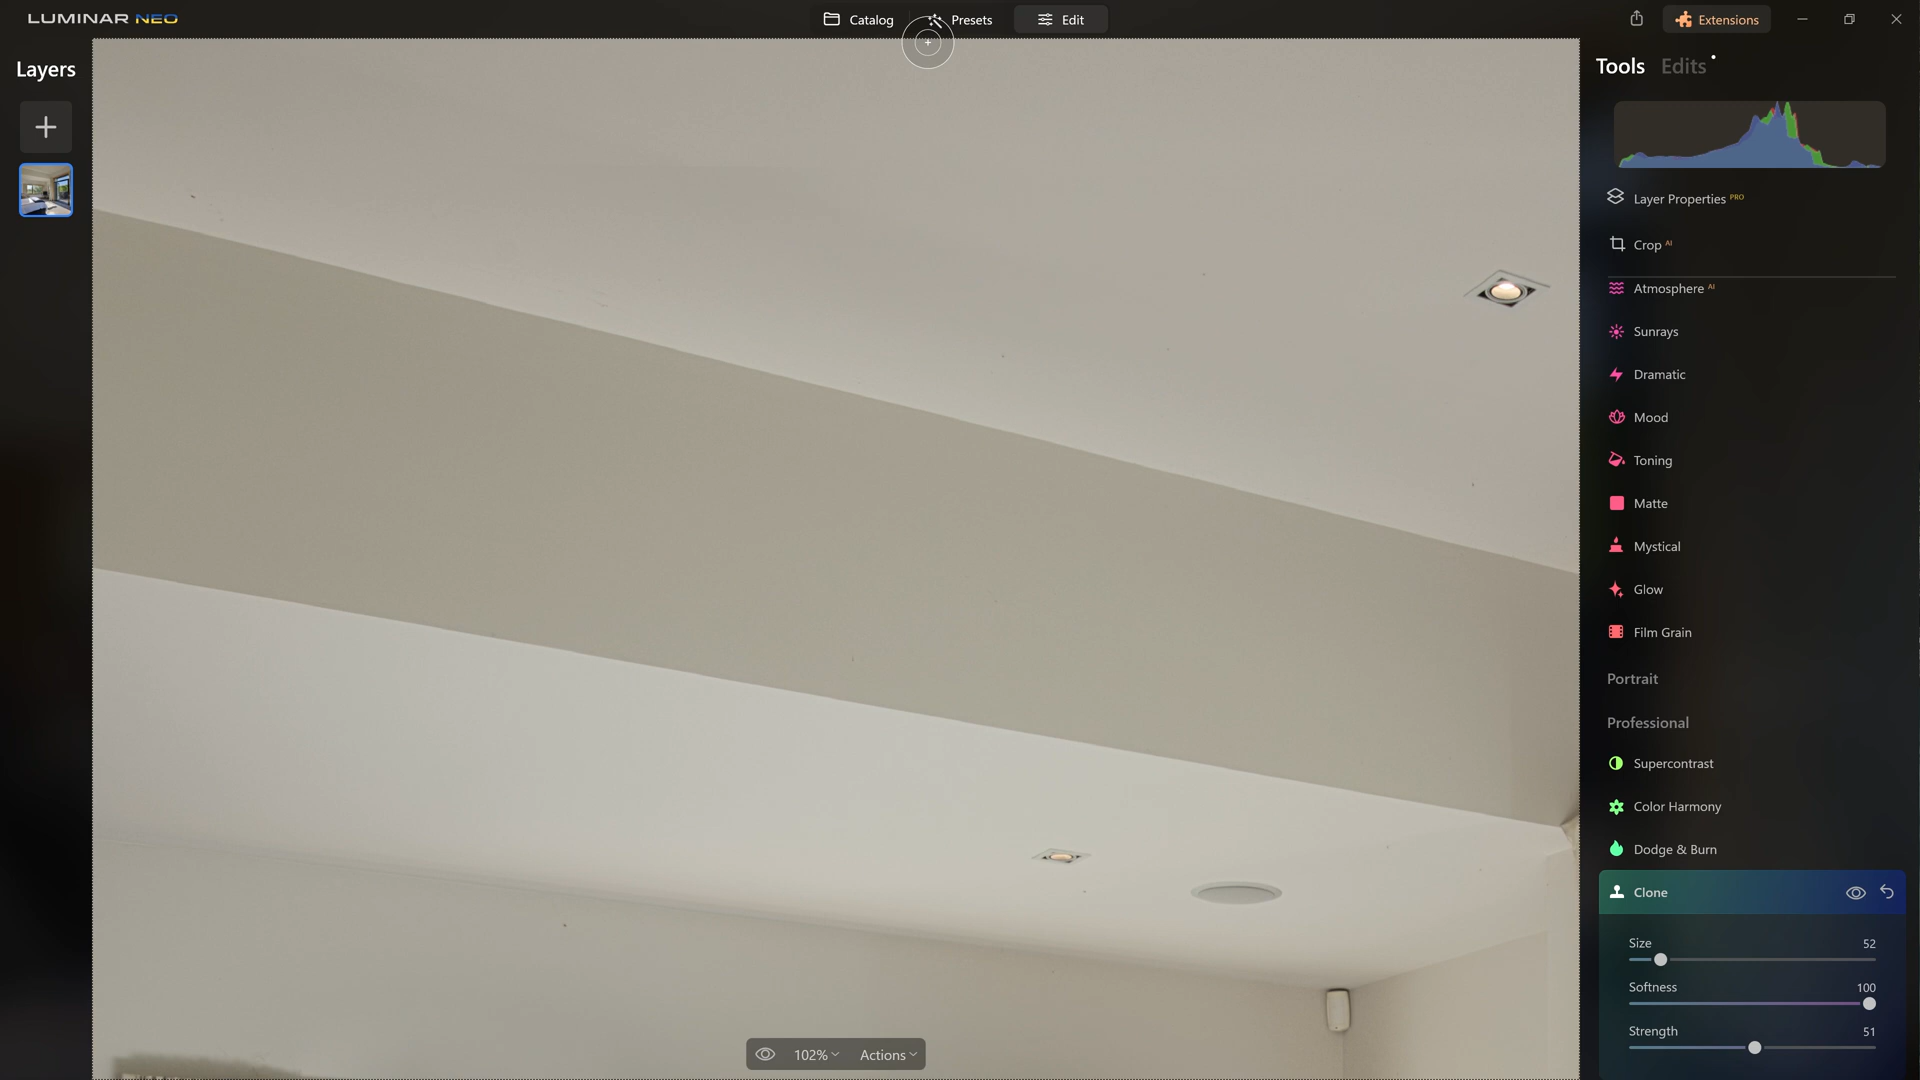 LUMINAR NEO
Catalog
Presets
Edit
Extensions
Layers
Tools
Edits
Layer Properties PRO
Crop AI
Atmosphere AI
Sunrays
Dramatic
Mood
Toning
Matte
Mystical
Glow
Film Grain
Portrait
Professional
Supercontrast
Color Harmony
Dodge & Burn
Clone
Size 52
Softness 100
Strength 51
102%
Actions